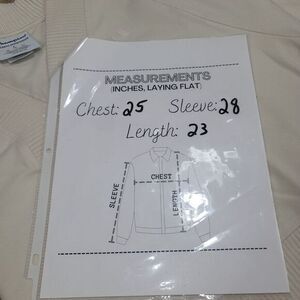 MEASUREMENTS
(INCHES, LAYING FLAT)
Chest: 25 Sleeve: 28
Length: 23
SLEEVE
CHEST
LENGTH